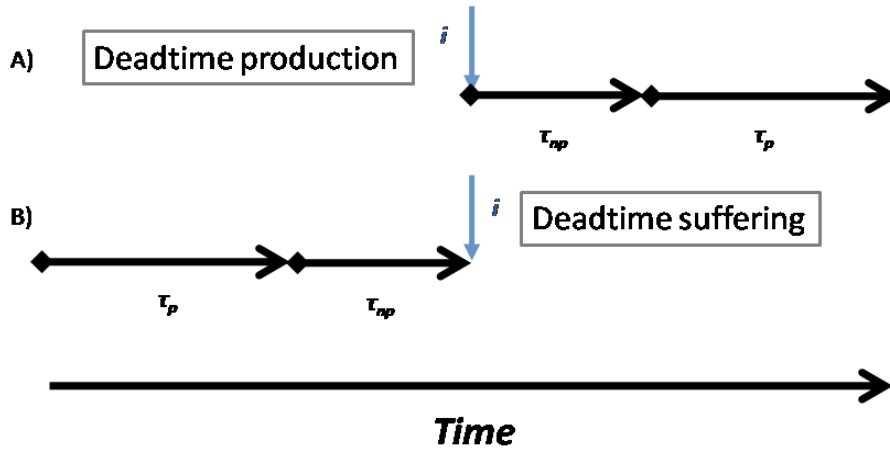 A) Deadtime production i
τnp τp
B) i Deadtime suffering
τp τnp
Time